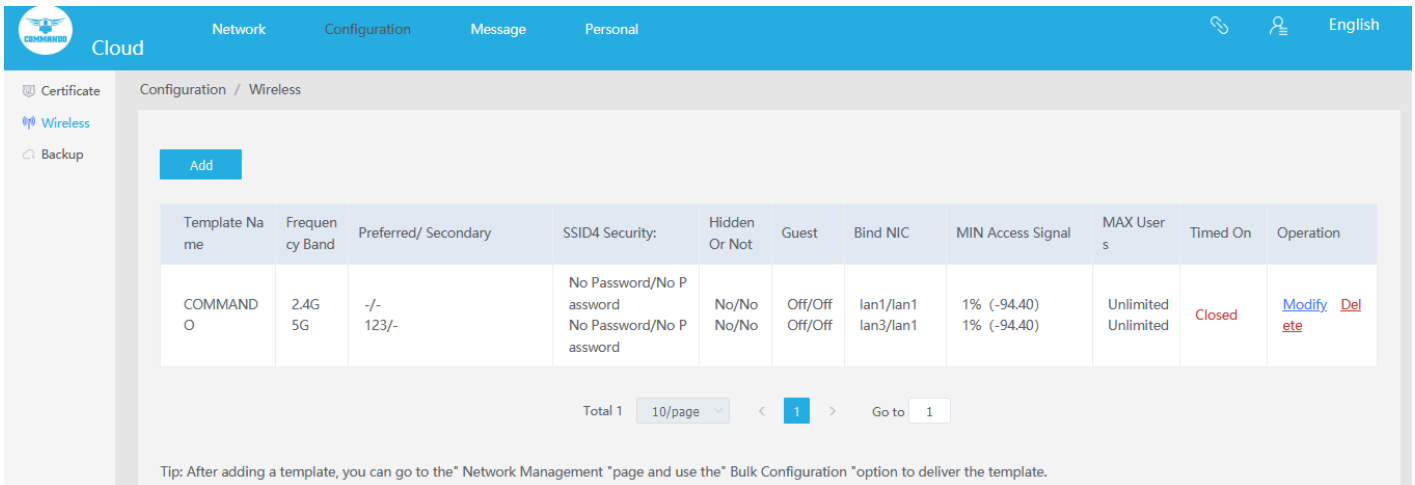 COMMANDO
Cloud
Network Configuration Message Personal English
Certificate
Wireless
Backup
Configuration / Wireless
Add
Template Na
me
Frequen
cy Band
Preferred/ Secondary
SSID4 Security:
Hidden
Or Not
Guest
Bind NIC
MIN Access Signal
MAX User
s
Timed On
Operation
COMMAND
O
2.4G
5G
-/-
123/-
No Password/No P
assword
No Password/No P
assword
No/No
No/No
Off/Off
Off/Off
lan1/lan1
lan3/lan1
1% (-94.40)
1% (-94.40)
Unlimited
Unlimited
Closed
Modify Del
ete
Total 1 10/page < 1 > Go to 1
Tip: After adding a template, you can go to the" Network Management "page and use the" Bulk Configuration "option to deliver the template.